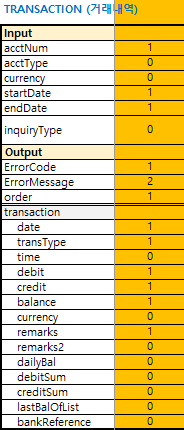 TRANSACTION (거래내역)
Input
acctNum 1
acctType 0
currency 0
startDate 1
endDate 1
inquiryType 0
Output
ErrorCode 1
ErrorMessage 2
order 1
transaction
date 1
transType 1
time 0
debit 1
credit 1
balance 1
currency 0
remarks 1
remarks2 0
dailyBal 0
debitSum 0
creditSum 0
lastBalOfList 0
bankReference 0